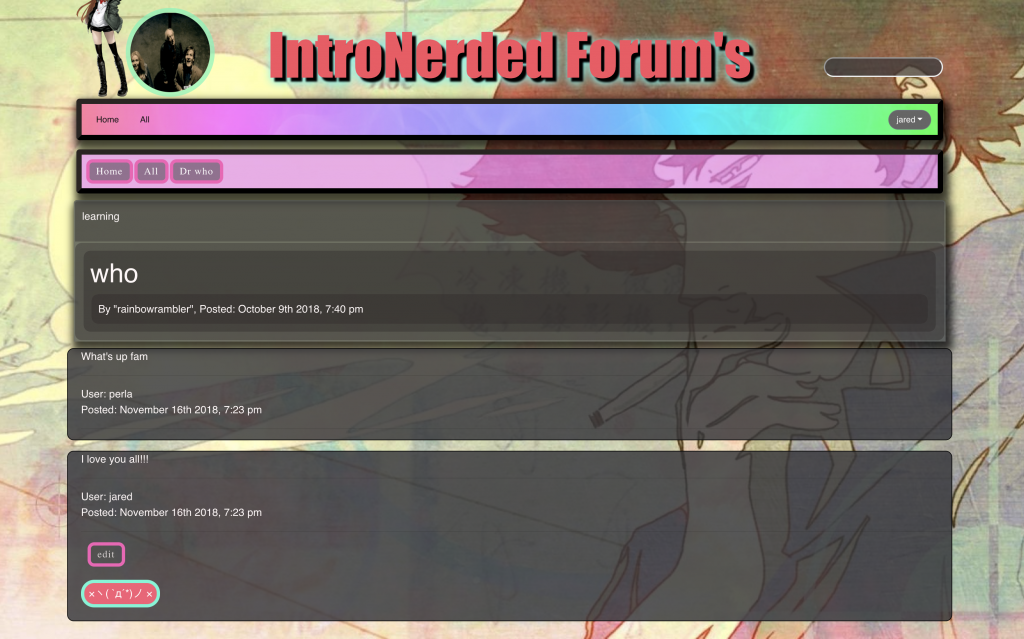 IntroNerded Forum's
Home All jared
Home All Dr who
learning
who
By "rainbowrambler", Posted: October 9th 2018, 7:40 pm
What's up fam
User: perla
Posted: November 16th 2018, 7:23 pm
I love you all!!!
User: jared
Posted: November 16th 2018, 7:23 pm
edit
×ヽ( ´д`*)ノ ×